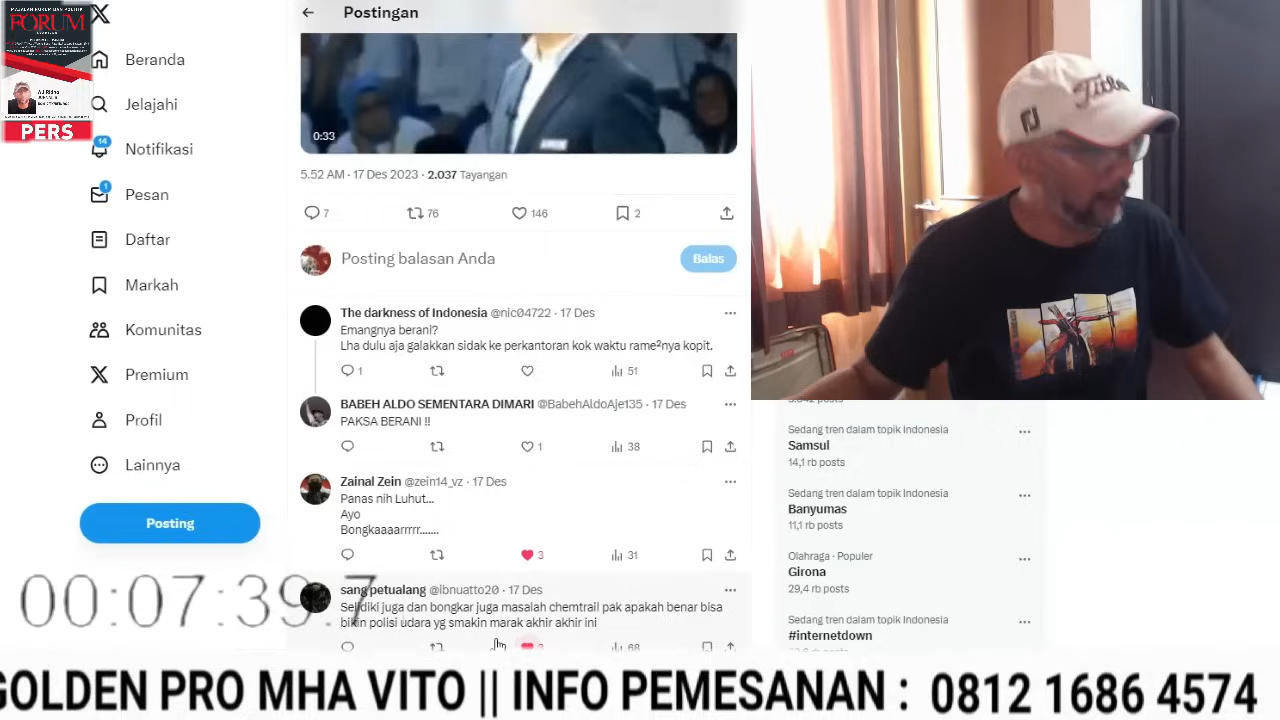 FORUM
PERS
Beranda
Jelajahi
14
Notifikasi
1
Pesan
Daftar
Markah
Komunitas
Premium
Profil
Lainnya
Posting
00:07:39.7
Postingan
0:33
5.52 AM · 17 Des 2023 · 2.037 Tayangan
7 76 146 2
Posting balasan Anda
Balas
The darkness of Indonesia @nic04722 · 17 Des
Emangnya berani?
Lha dulu aja galakkan sidak ke perkantoran kok waktu rame²nya kopit.
1 51
BABEH ALDO SEMENTARA DIMARI @BabehAldoAje135 · 17 Des
PAKSA BERANI !!
1 38
Zainal Zein @zein14_vz · 17 Des
Panas nih Luhut...
Ayo
Bongkaaaarrrrr.......
3 31
sang petualang @ibnuatto20 · 17 Des
Selidiki juga dan bongkar juga masalah chemtrail pak apakah benar bisa
bikin polisi udara yg smakin marak akhir akhir ini
Titleist
Sedang tren dalam topik Indonesia
Samsul
14,1 rb posts
Sedang tren dalam topik Indonesia
Banyumas
11,1 rb posts
Olahraga · Populer
Girona
29,4 rb posts
Sedang tren dalam topik Indonesia
#internetdown
GOLDEN PRO MHA VITO || INFO PEMESANAN : 0812 1686 4574